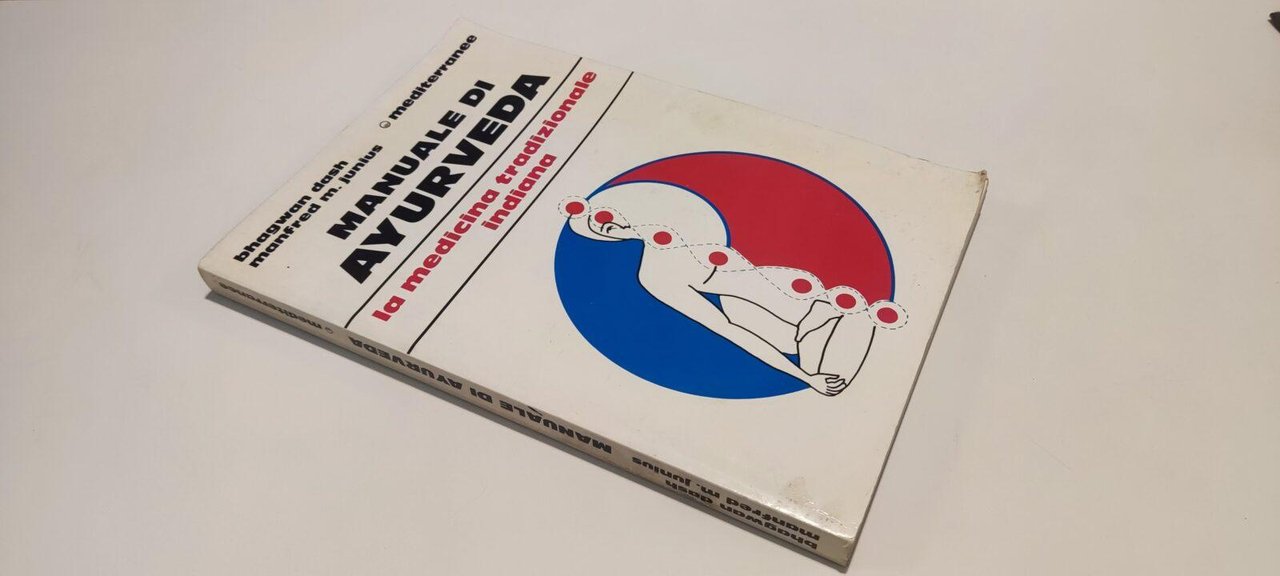 bhagwan dash
manfred m. junius
mediterranee
MANUALE DI
AYURVEDA
la medicina tradizionale
indiana
bhagwan dash
manfred m. junius
MANUALE DI AYURVEDA
mediterranee